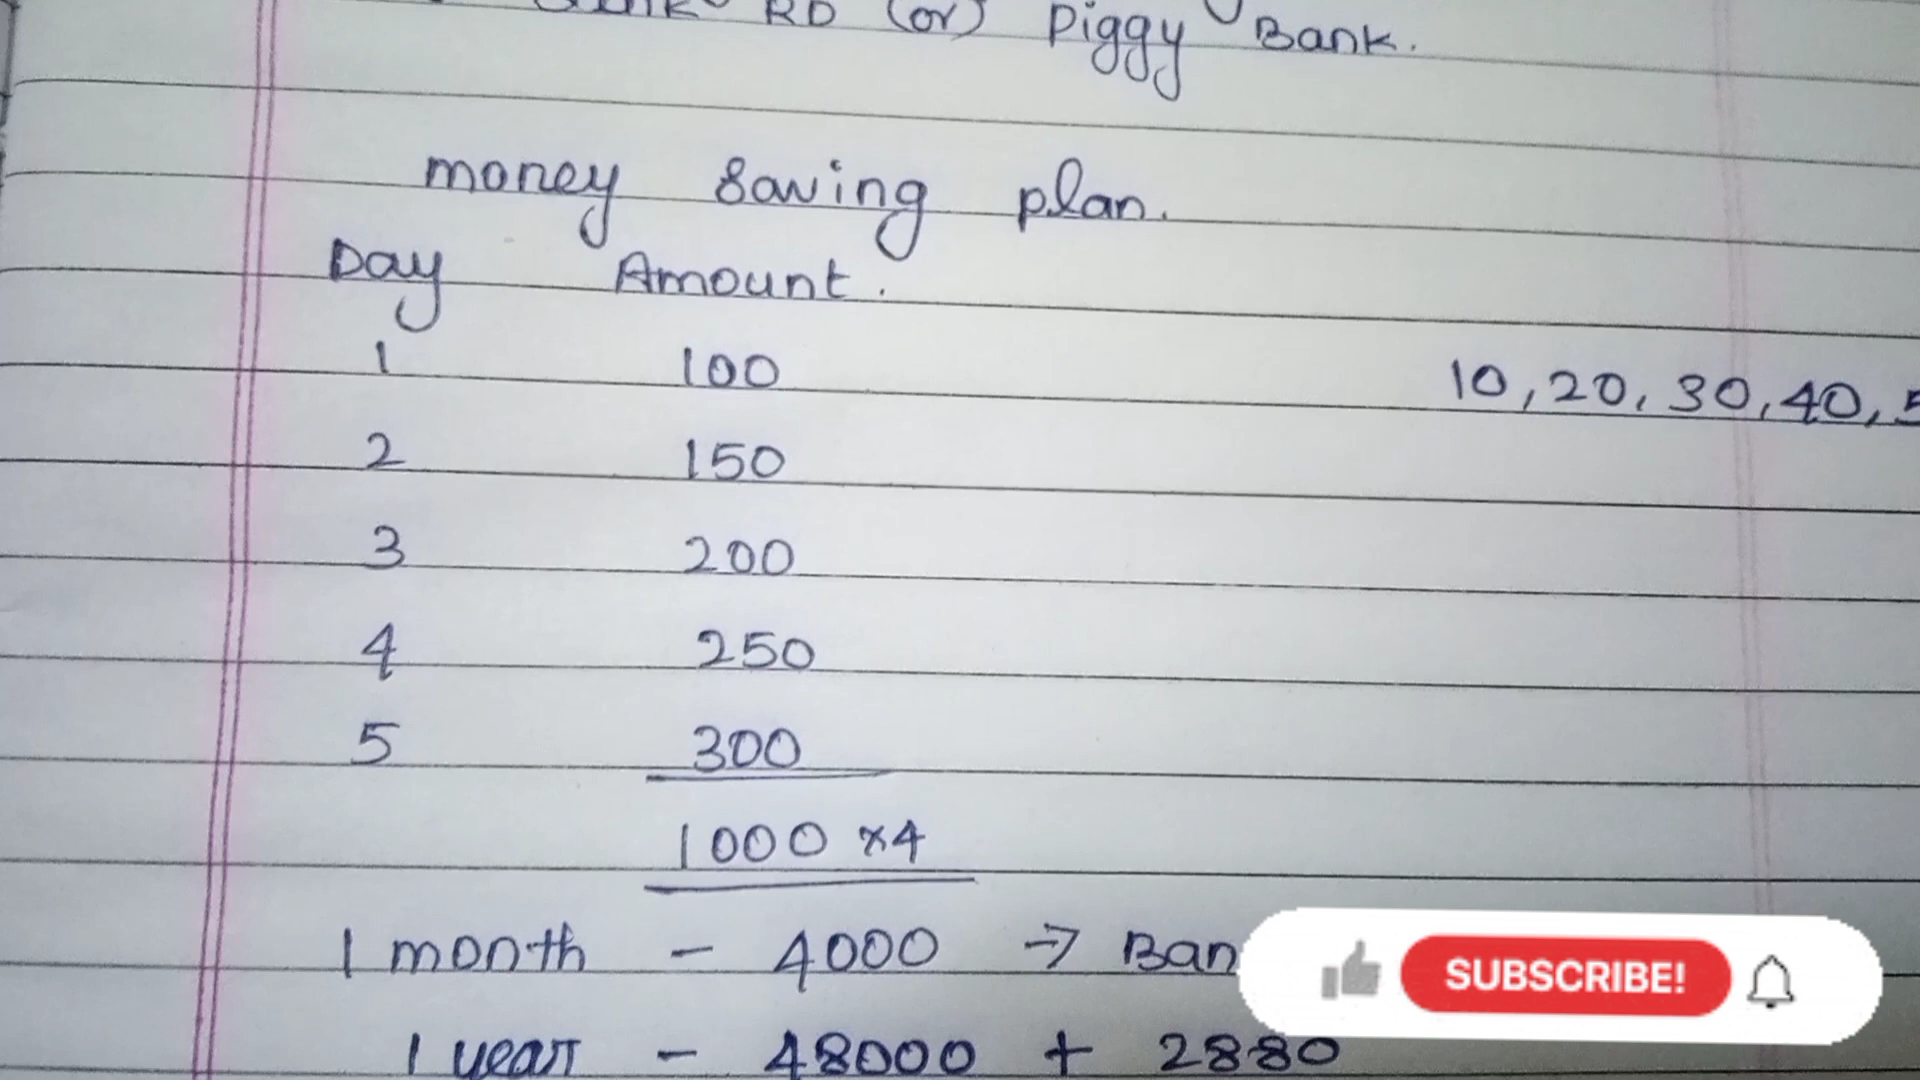 RD (or) Piggy Bank.
money saving plan.
Day Amount.
1 100
10, 20, 30, 40, 5
2 150
3 200
4 250
5 300
1000 x4
1 month - 4000 → Ban
SUBSCRIBE!
1 year - 48000 + 2880